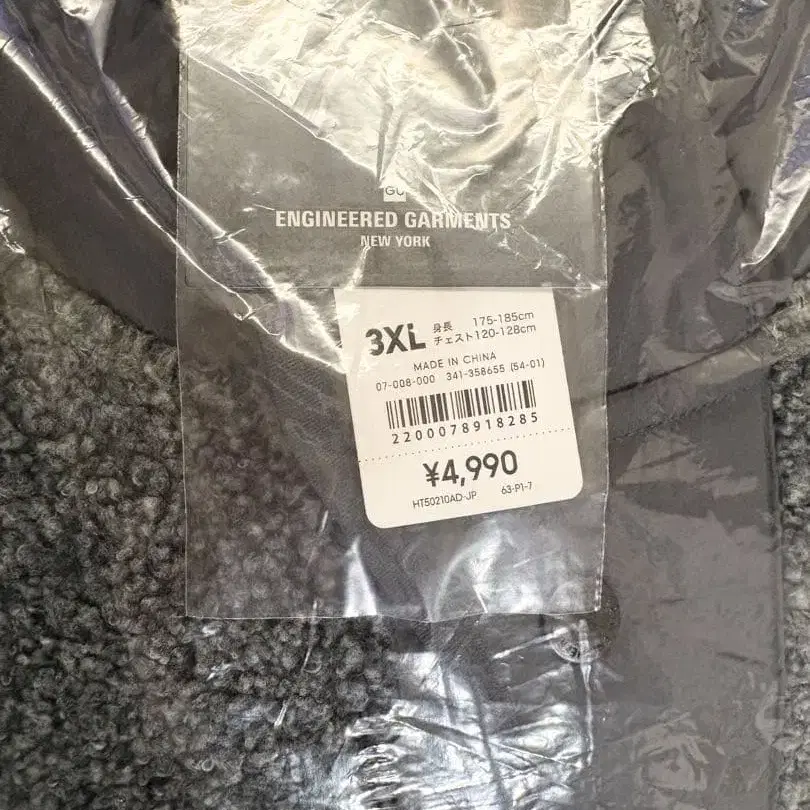 GU
ENGINEERED GARMENTS
NEW YORK
3XL 身長 175-185cm
チェスト120-128cm
MADE IN CHINA
07-008-000 341-358655 (54-01)
2200078918285
¥4,990
HT50210AD-JP 63-P1-7